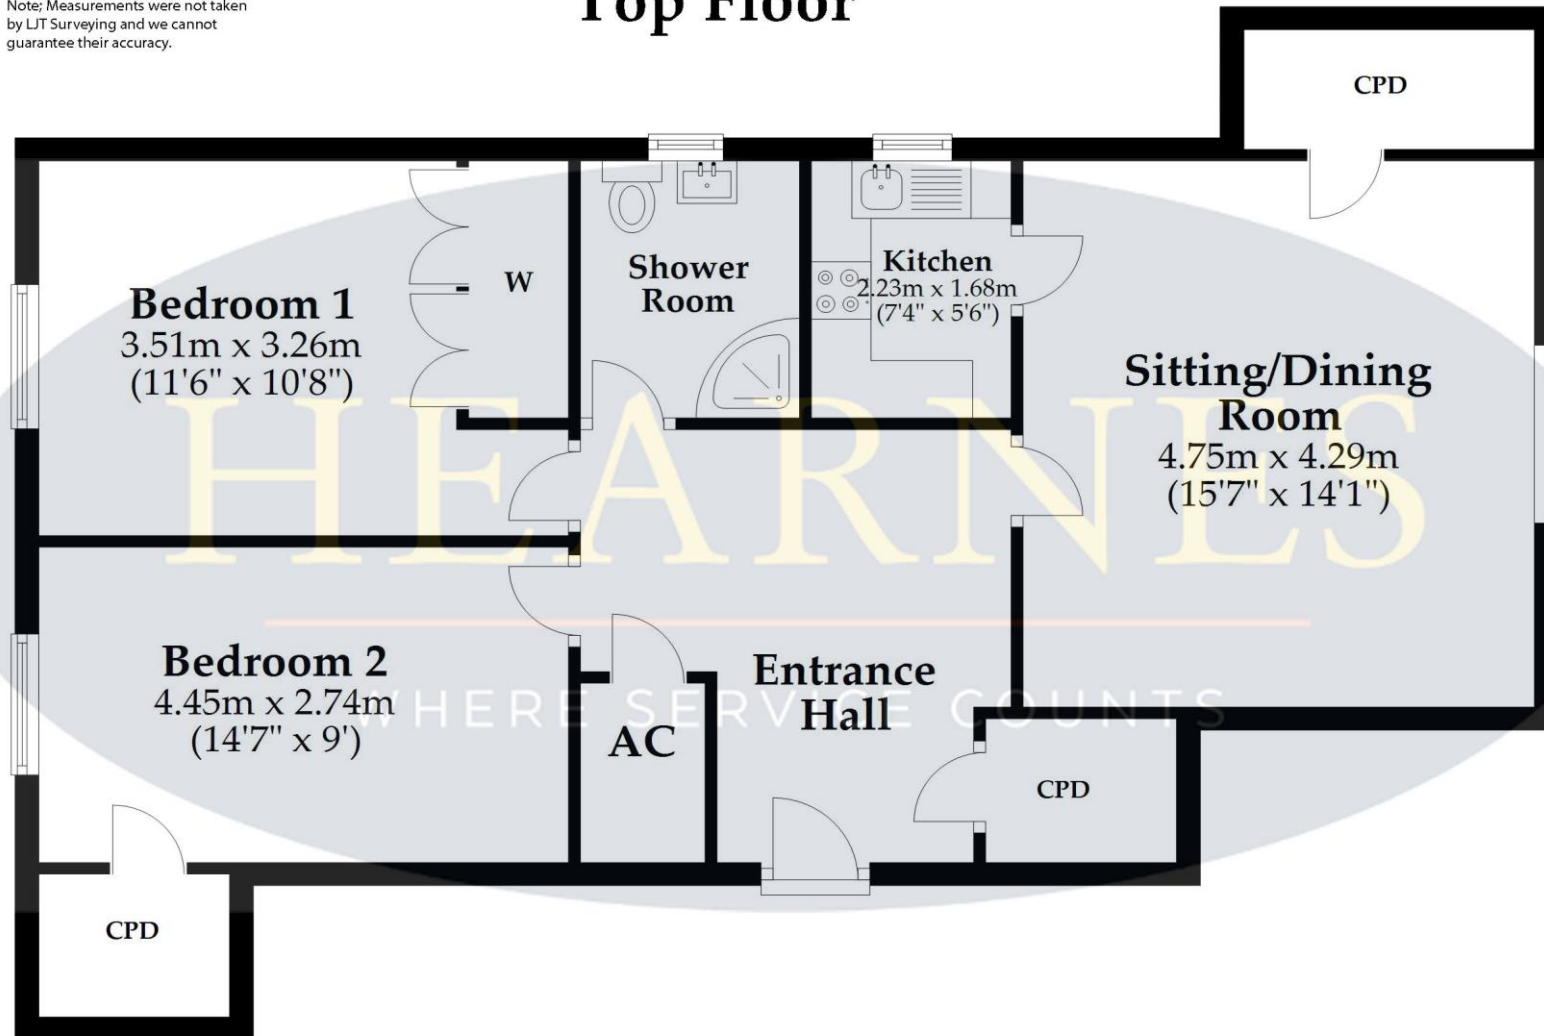 Note; Measurements were not taken
by LJT Surveying and we cannot
guarantee their accuracy.
Top Floor
CPD
Bedroom 1
3.51m x 3.26m
(11'6" x 10'8")
W
Shower
Room
Kitchen
2.23m x 1.68m
(7'4" x 5'6")
Sitting/Dining
Room
4.75m x 4.29m
(15'7" x 14'1")
HEARNES
WHERE SERVICE COUNTS
Bedroom 2
4.45m x 2.74m
(14'7" x 9')
AC
Entrance
Hall
CPD
CPD